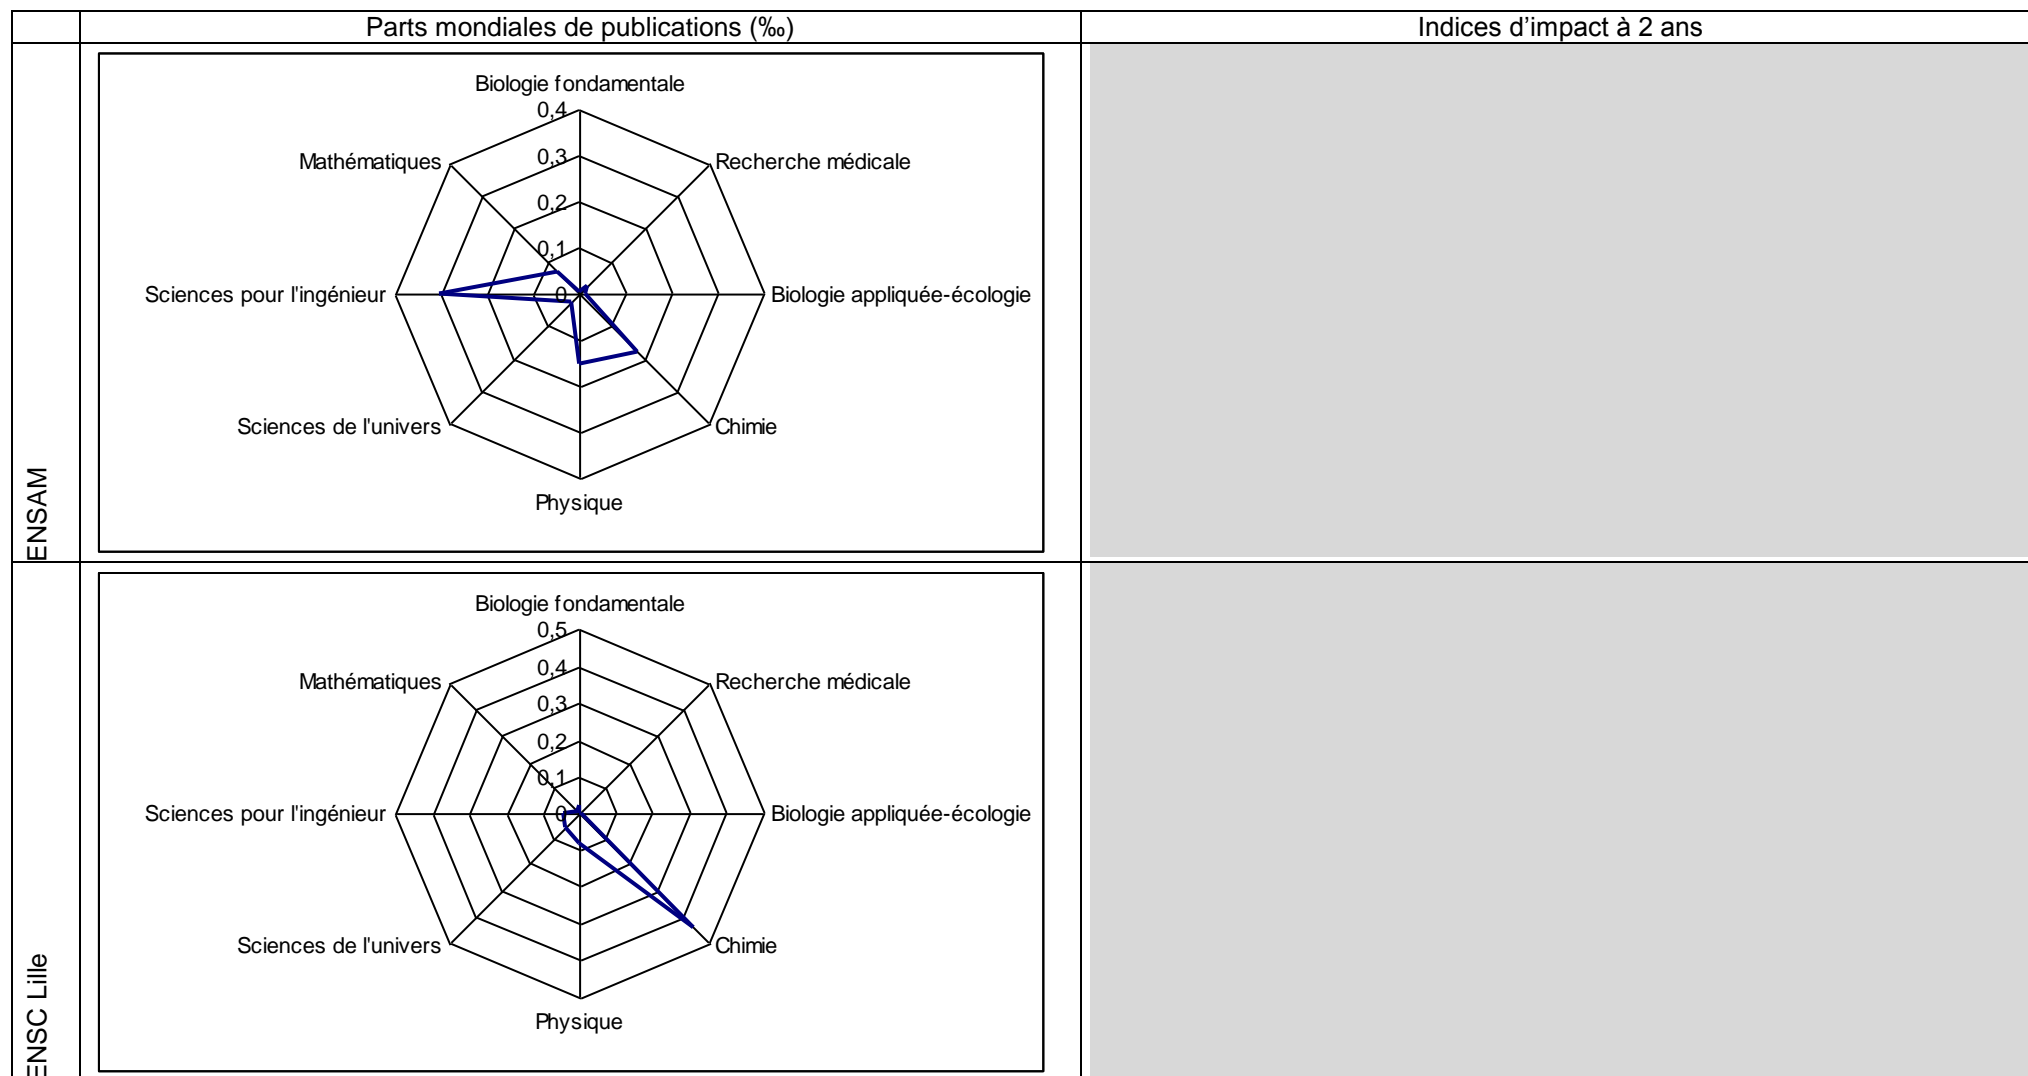 Parts mondiales de publications (‰)
Indices d'impact à 2 ans
ENSAM
Biologie fondamentale
0,4
Mathématiques
0,3
Recherche médicale
0,2
0,1
Sciences pour l'ingénieur
0
Biologie appliquée-écologie
Sciences de l'univers
Chimie
Physique
ENSC Lille
Biologie fondamentale
0,5
0,4
Mathématiques
Recherche médicale
0,3
0,2
0,1
Sciences pour l'ingénieur
0
Biologie appliquée-écologie
Sciences de l'univers
Chimie
Physique